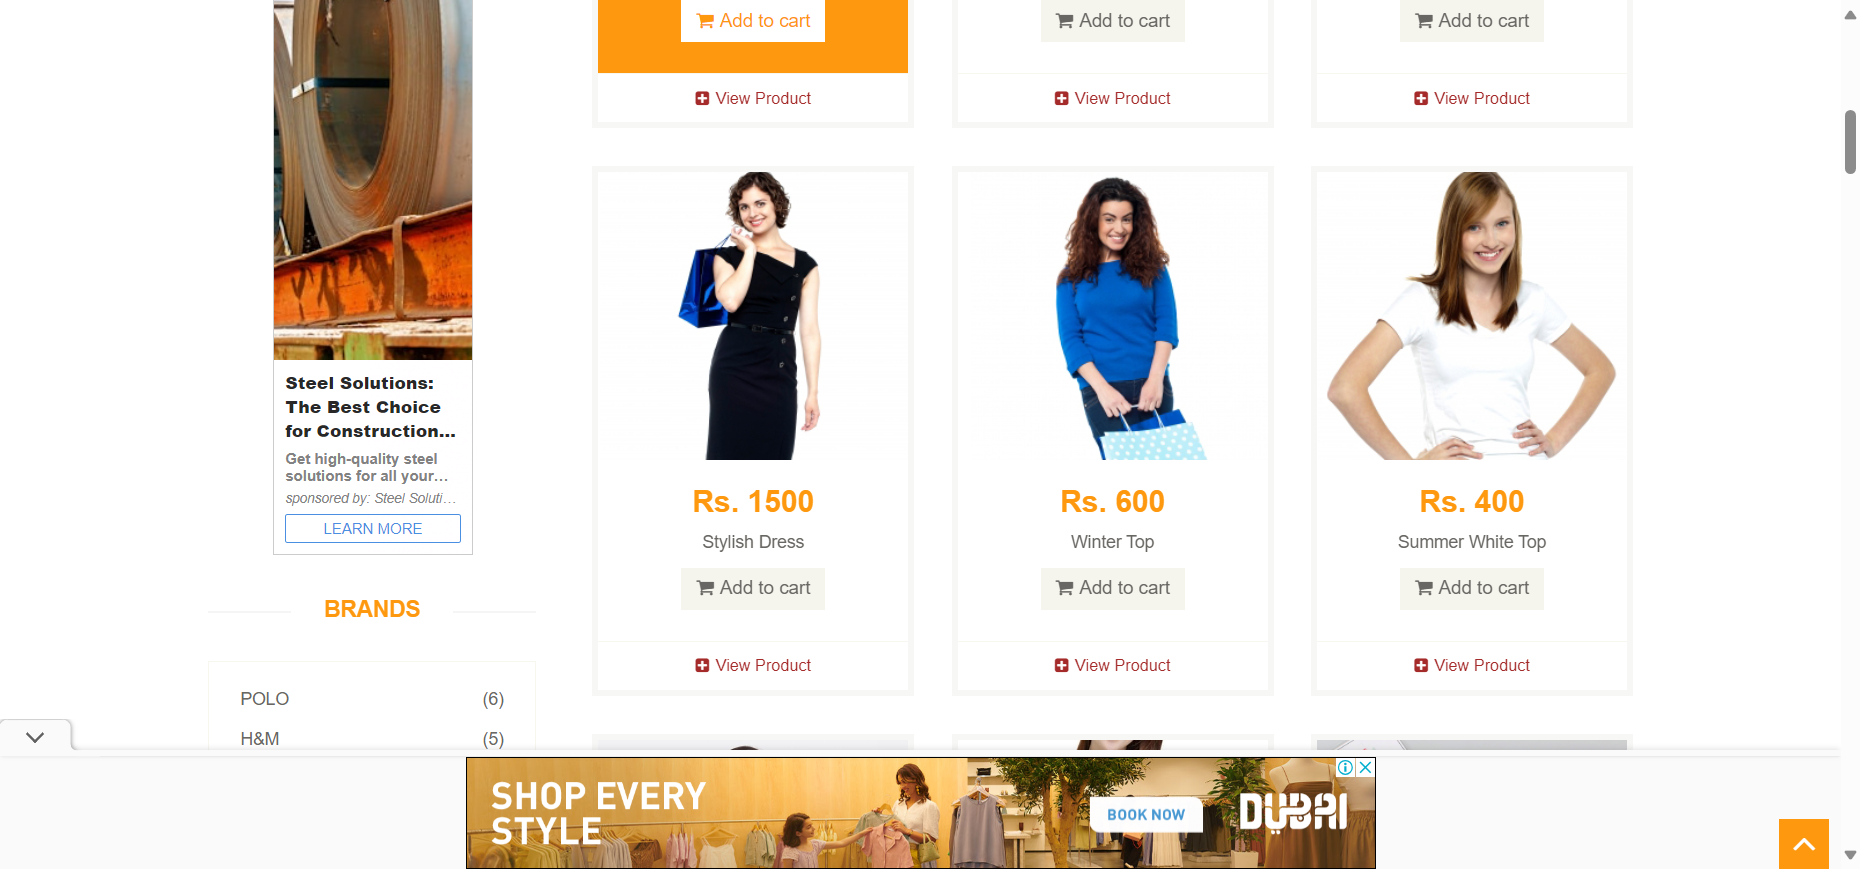 Add to cart
Add to cart
Add to cart
View Product
View Product
View Product
Steel Solutions:
The Best Choice
for Construction...
Get high-quality steel
solutions for all your...
sponsored by: Steel Soluti...
LEARN MORE
BRANDS
POLO (6)
H&M (5)
Rs. 1500
Stylish Dress
Add to cart
View Product
Rs. 600
Winter Top
Add to cart
View Product
Rs. 400
Summer White Top
Add to cart
View Product
SHOP EVERY
STYLE
BOOK NOW
DUBAI